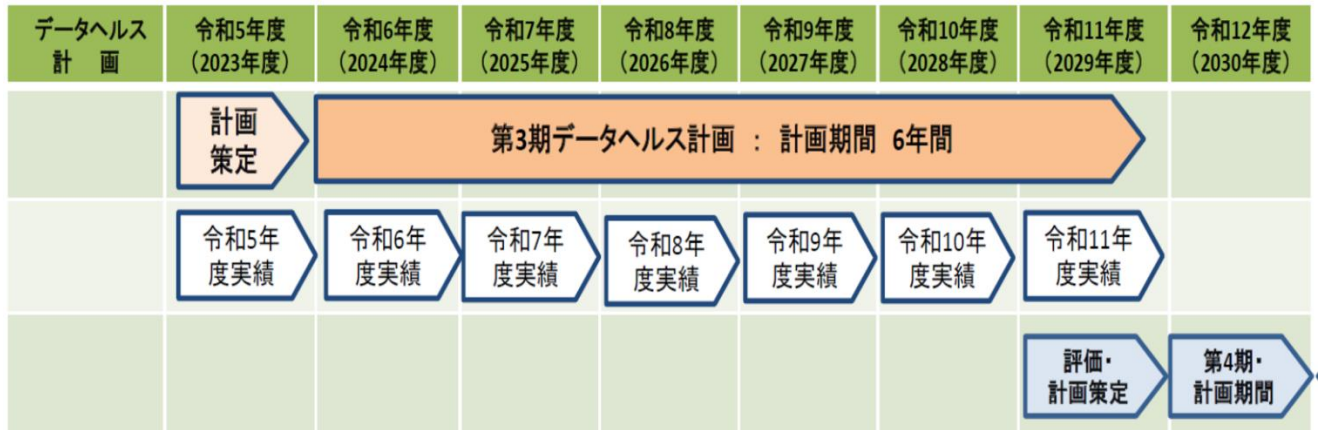 データヘルス
計　画
令和5年度
（2023年度）
令和6年度
（2024年度）
令和7年度
（2025年度）
令和8年度
（2026年度）
令和9年度
（2027年度）
令和10年度
（2028年度）
令和11年度
（2029年度）
令和12年度
（2030年度）
計画
策定
第3期データヘルス計画 ： 計画期間 6年間
令和5年
度実績
令和6年
度実績
令和7年
度実績
令和8年
度実績
令和9年
度実績
令和10年
度実績
令和11年
度実績
評価・
計画策定
第4期・
計画期間